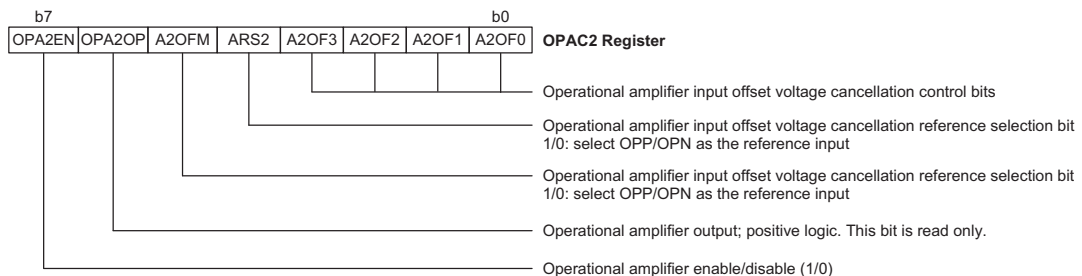 b7 b0
OPA2EN OPA2OP A2OFM ARS2 A2OF3 A2OF2 A2OF1 A2OF0 OPAC2 Register
Operational amplifier input offset voltage cancellation control bits
Operational amplifier input offset voltage cancellation reference selection bit
1/0: select OPP/OPN as the reference input
Operational amplifier input offset voltage cancellation reference selection bit
1/0: select OPP/OPN as the reference input
Operational amplifier output; positive logic. This bit is read only.
Operational amplifier enable/disable (1/0)